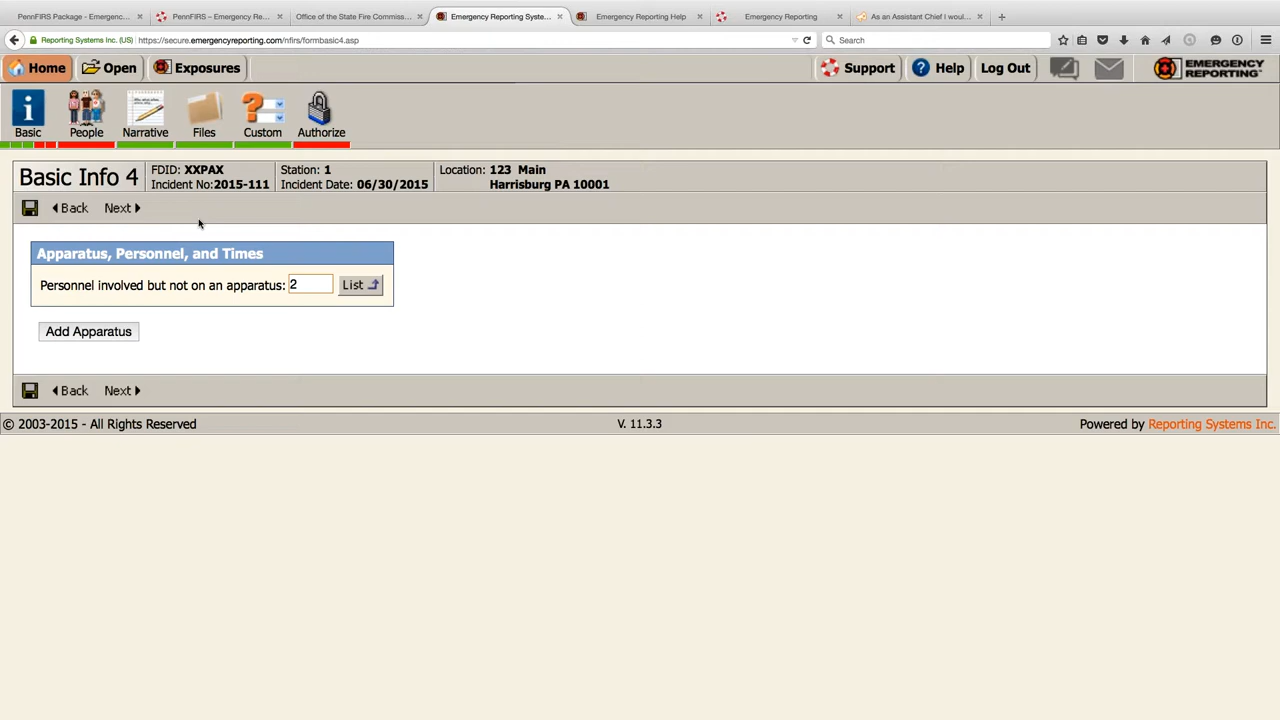 PennFIRS Package - Emergenc... × PennFIRS – Emergency Re... × Office of the State Fire Commiss... × Emergency Reporting Syste... × Emergency Reporting Help × Emergency Reporting × As an Assistant Chief I woul... × +
Reporting Systems Inc. (US) https://secure.emergencyreporting.com/nfirs/formbasic4.asp Search
Home Open Exposures Support Help Log Out EMERGENCY
REPORTING
Basic People Narrative Files Custom Authorize
Basic Info 4
FDID: XXPAX Station: 1 Location: 123 Main
Incident No:2015-111 Incident Date: 06/30/2015 Harrisburg PA 10001
Back Next
Apparatus, Personnel, and Times
Personnel involved but not on an apparatus: 2 List
Add Apparatus
Back Next
© 2003-2015 - All Rights Reserved V. 11.3.3 Powered by Reporting Systems Inc.